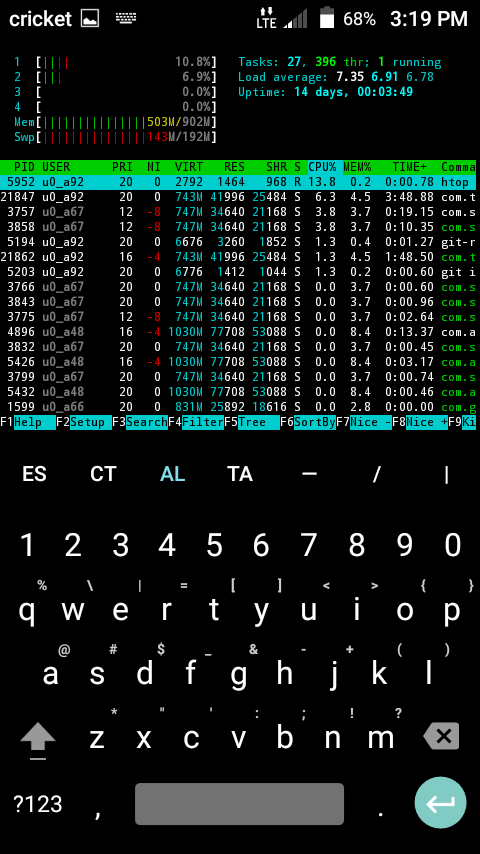 cricket LTE 68% 3:19 PM
1 [|||| 10.8%] Tasks: 27, 396 thr; 1 running
2 [||| 6.9%] Load average: 7.35 6.91 6.78
3 [ 0.0%] Uptime: 14 days, 00:03:49
4 [ 0.0%]
Mem[|||||||||||||||503M/902M]
Swp[|||||||||||||||143M/192M]
PID USER PRI NI VIRT RES SHR S CPU% MEM% TIME+ Comma
5952 u0_a92 20 0 2792 1464 968 R 13.8 0.2 0:00.78 htop
21847 u0_a92 20 0 743M 41996 25484 S 6.3 4.5 3:48.88 com.t
3757 u0_a67 12 -8 747M 34640 21168 S 3.8 3.7 0:19.15 com.s
3858 u0_a67 12 -8 747M 34640 21168 S 3.8 3.7 0:10.35 com.s
5194 u0_a92 20 0 6676 3260 1852 S 1.3 0.4 0:01.27 git-r
21862 u0_a92 16 -4 743M 41996 25484 S 1.3 4.5 1:48.50 com.t
5203 u0_a92 20 0 6776 1412 1044 S 1.3 0.2 0:00.60 git i
3766 u0_a67 20 0 747M 34640 21168 S 0.0 3.7 0:00.60 com.s
3843 u0_a67 20 0 747M 34640 21168 S 0.0 3.7 0:00.96 com.s
3775 u0_a67 12 -8 747M 34640 21168 S 0.0 3.7 0:02.64 com.s
4896 u0_a48 16 -4 1030M 77708 53088 S 0.0 8.4 0:13.37 com.a
3832 u0_a67 20 0 747M 34640 21168 S 0.0 3.7 0:00.45 com.s
5426 u0_a48 16 -4 1030M 77708 53088 S 0.0 8.4 0:03.17 com.a
3799 u0_a67 20 0 747M 34640 21168 S 0.0 3.7 0:00.74 com.s
5432 u0_a48 20 0 1030M 77708 53088 S 0.0 8.4 0:00.46 com.a
1599 u0_a66 20 0 831M 25892 18616 S 0.0 2.8 0:00.00 com.g
F1Help F2Setup F3SearchF4FilterF5Tree F6SortByF7Nice -F8Nice +F9Ki
ES CT AL TA — / |
1 2 3 4 5 6 7 8 9 0
% \ | = [ ] < > { }
q w e r t y u i o p
@ # $ _ & - + ( )
a s d f g h j k l
* " ' : ; ! ?
z x c v b n m
?123 , .